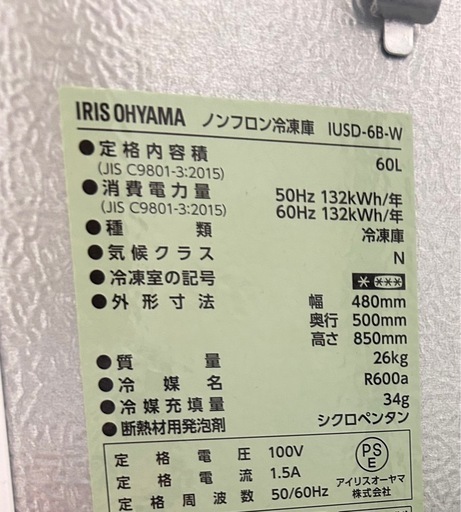 IRIS OHYAMA ノンフロン冷凍庫 IUSD-6B-W
●定格内容積 60L
(JIS C9801-3:2015)
●消費電力量 50Hz 132kWh/年
(JIS C9801-3:2015) 60Hz 132kWh/年
●種類 冷凍庫
●気候クラス N
●冷凍室の記号 * ***
●外形寸法 幅 480mm
奥行 500mm
高さ 850mm
●質量 26kg
●冷媒名 R600a
●冷媒充填量 34g
●断熱材用発泡剤 シクロペンタン
定格電圧 100V
定格電流 1.5A
定格周波数 50/60Hz
PS
E
アイリスオーヤマ
株式会社